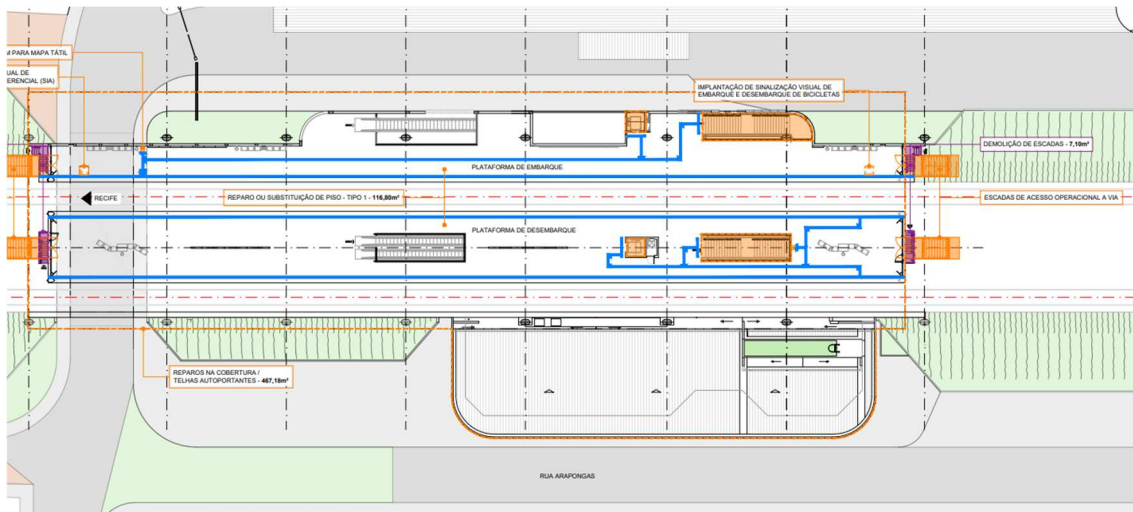 M PARA MAPA TÁTIL
UAL DE
ERENCIAL (SIA)
IMPLANTAÇÃO DE SINALIZAÇÃO VISUAL DE
EMBARQUE E DESEMBARQUE DE BICICLETAS
DEMOLIÇÃO DE ESCADAS - 7,10m²
PLATAFORMA DE EMBARQUE
RECIFE
REPARO OU SUBSTITUIÇÃO DE PISO - TIPO 1 - 116,80m²
ESCADAS DE ACESSO OPERACIONAL A VIA
PLATAFORMA DE DESEMBARQUE
REPAROS NA COBERTURA /
TELHAS AUTOPORTANTES - 467,18m²
RUA ARAPONGAS